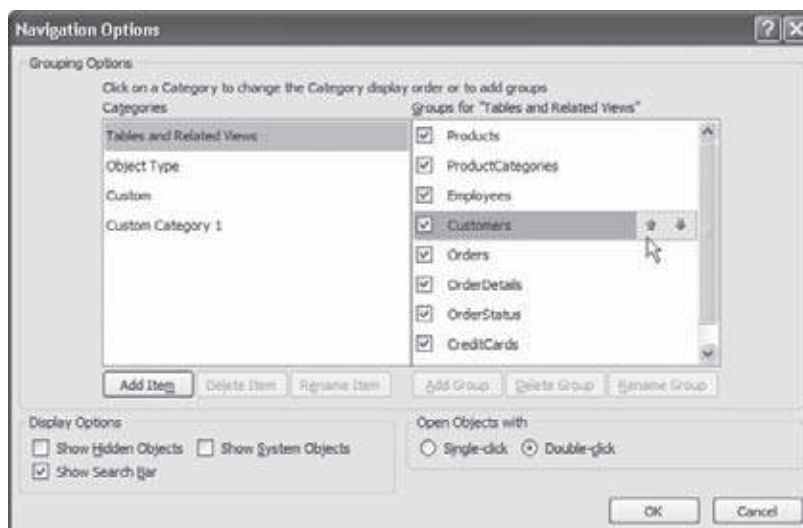 Navigation Options
Grouping Options
Click on a Category to change the Category display order or to add groups
Categories
Groups for "Tables and Related Views"
Tables and Related Views
Object Type
Custom
Custom Category 1
Products
ProductCategories
Employees
Customers
Orders
OrderDetails
OrderStatus
CreditCards
Add Item
Delete Item
Rename Item
Add Group
Delete Group
Rename Group
Display Options
Show Hidden Objects
Show System Objects
Show Search Bar
Open Objects with
Single-click
Double-click
OK
Cancel